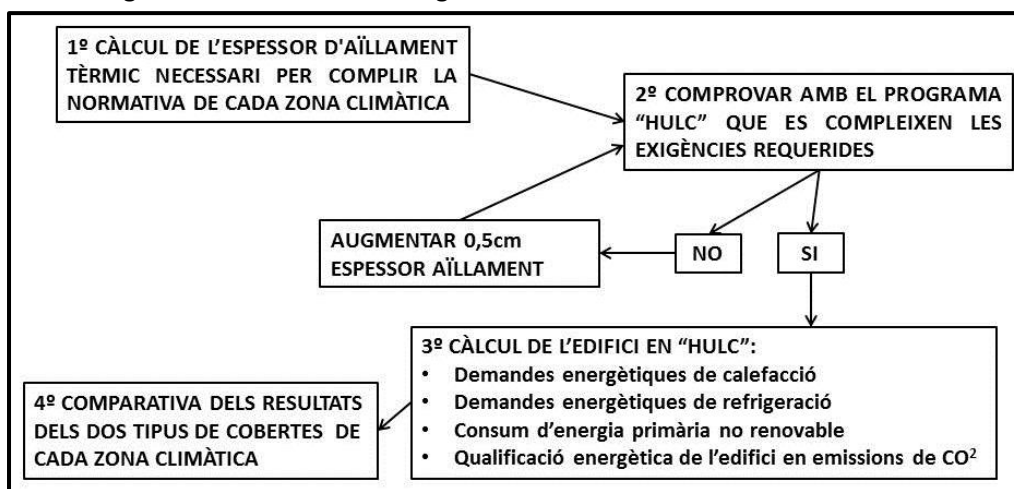 1º CÀLCUL DE L’ESPESSOR D'AÏLLAMENT
TÈRMIC NECESSARI PER COMPLIR LA
NORMATIVA DE CADA ZONA CLIMÀTICA
2º COMPROVAR AMB EL PROGRAMA
“HULC” QUE ES COMPLEIXEN LES
EXIGÈNCIES REQUERIDES
AUGMENTAR 0,5cm
ESPESSOR AÏLLAMENT
NO
SI
3º CÀLCUL DE L’EDIFICI EN “HULC”:
• Demandes energètiques de calefacció
• Demandes energètiques de refrigeració
• Consum d’energia primària no renovable
• Qualificació energètica de l’edifici en emissions de CO²
4º COMPARATIVA DELS RESULTATS
DELS DOS TIPUS DE COBERTES DE
CADA ZONA CLIMÀTICA